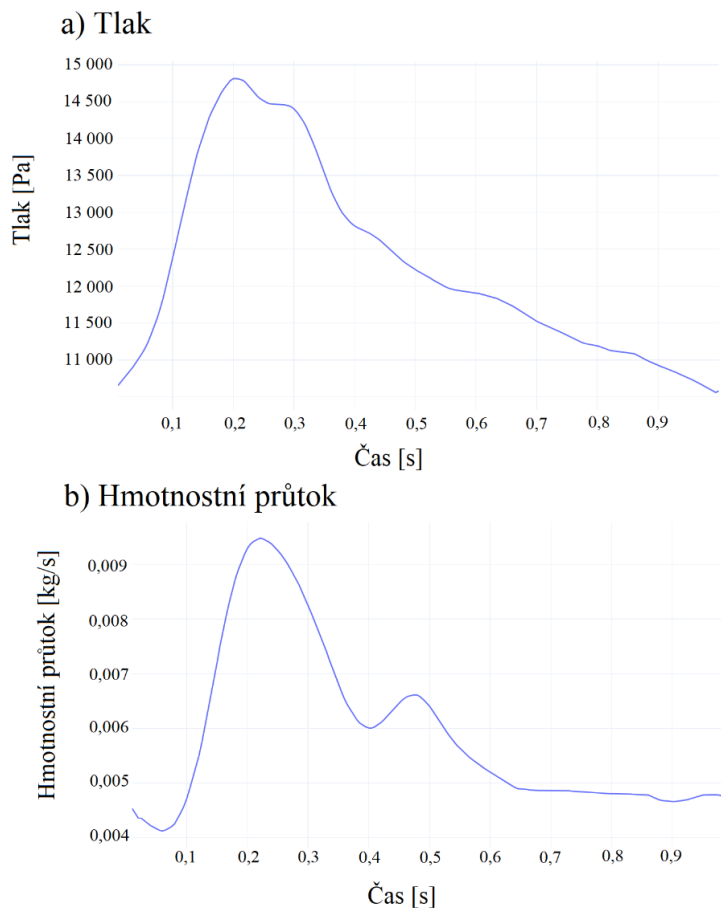 a) Tlak
15 000
14 500
14 000
13 500
13 000
12 500
12 000
11 500
11 000
Tlak [Pa]
0,1 0,2 0,3 0,4 0,5 0,6 0,7 0,8 0,9
Čas [s]
b) Hmotnostní průtok
0,009
0,008
0,007
0,006
0,005
0,004
Hmotnostní průtok [kg/s]
0,1 0,2 0,3 0,4 0,5 0,6 0,7 0,8 0,9
Čas [s]